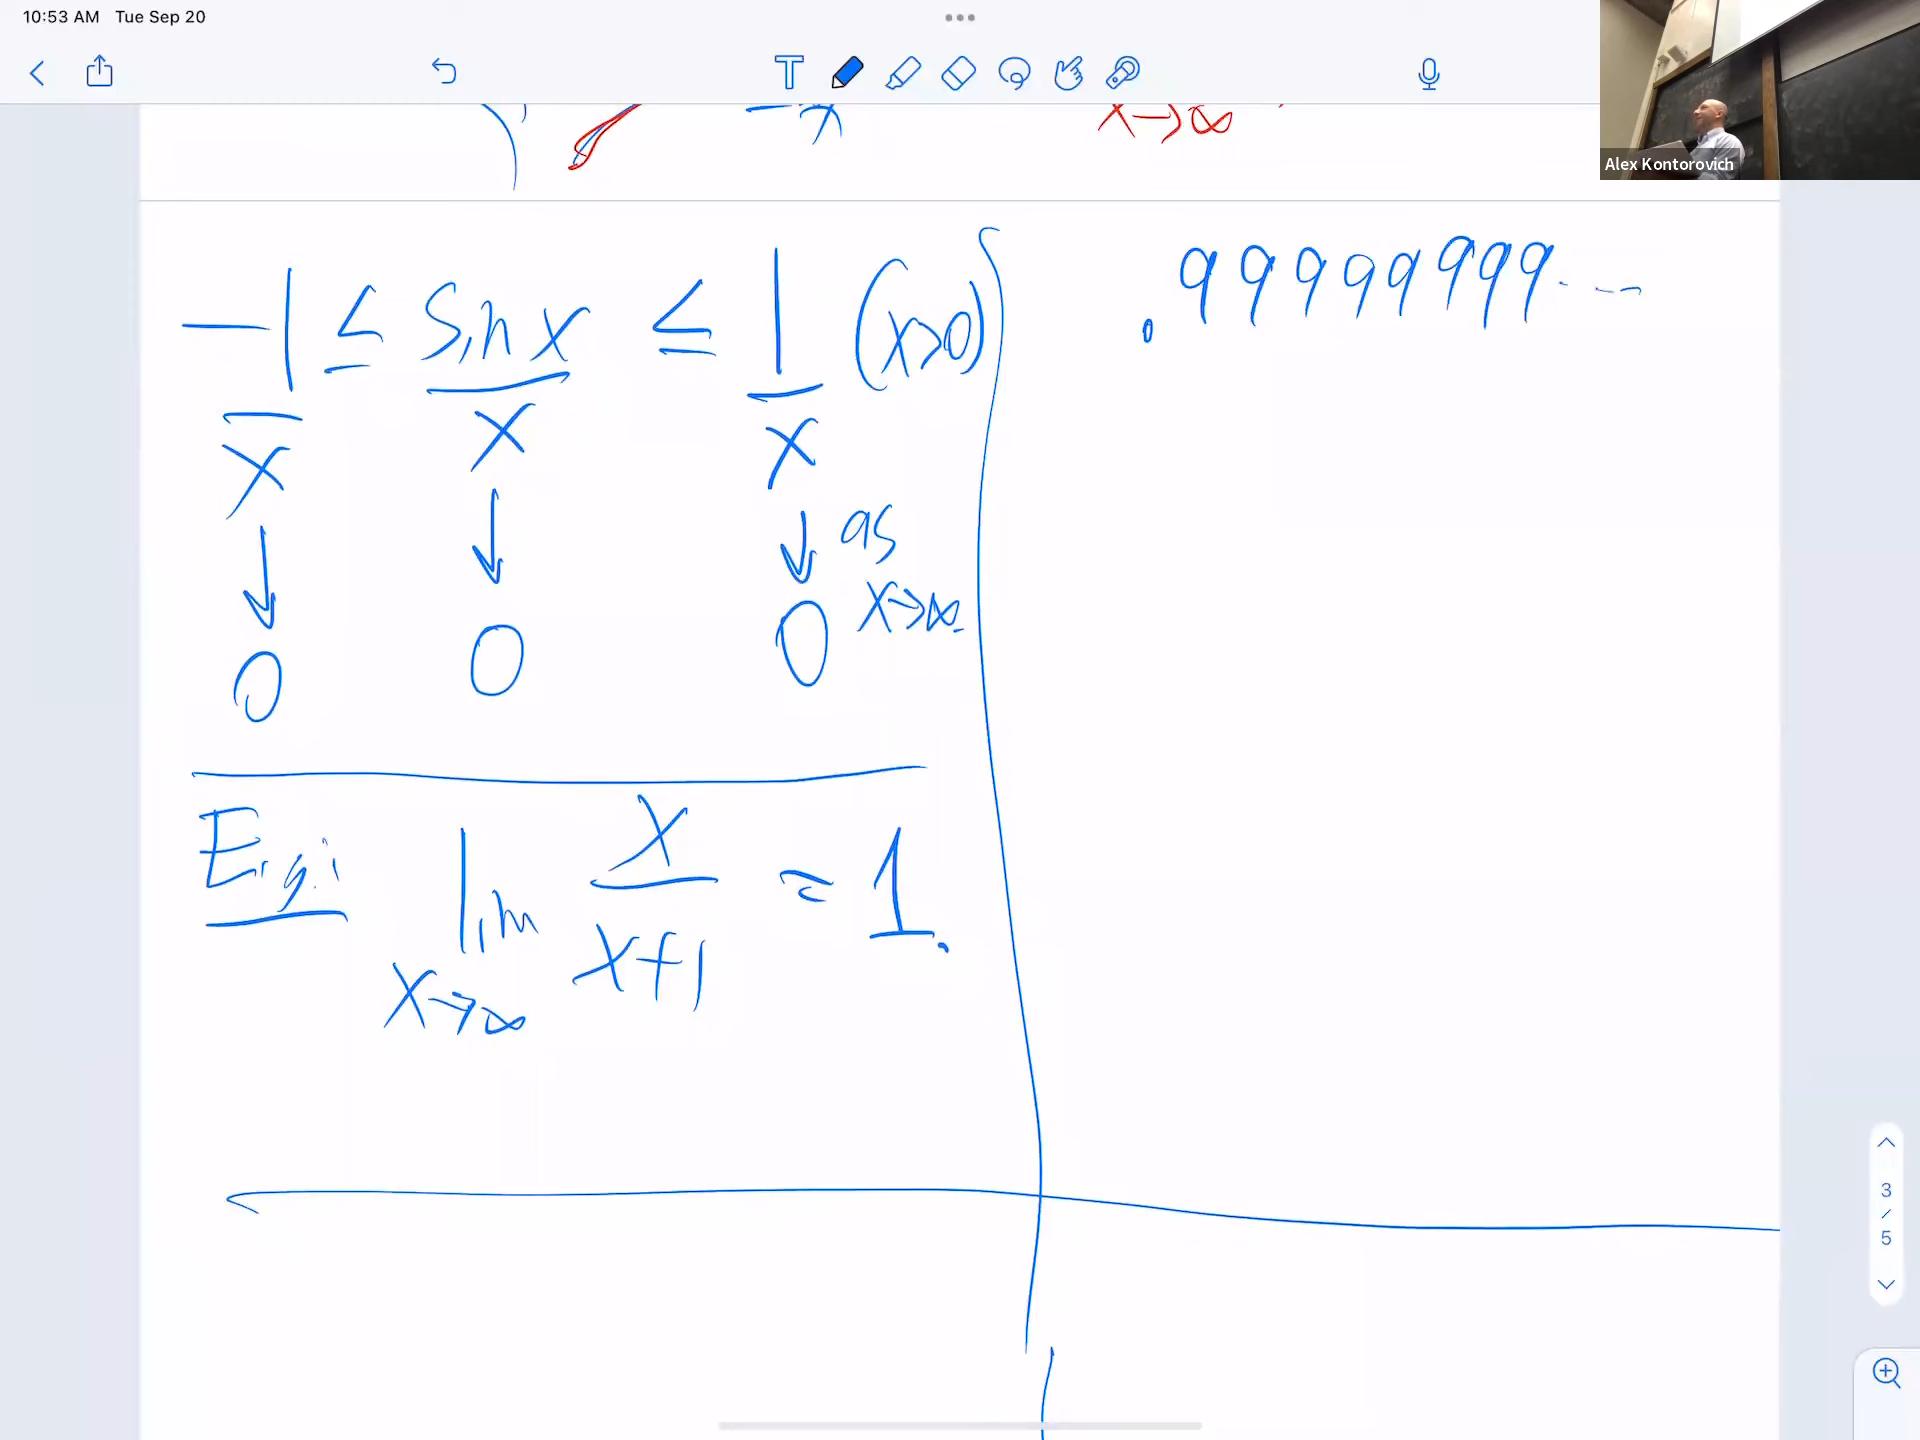 10:53 AM Tue Sep 20
T
Alex Kontorovich
x→∞
-1/x ≤ sin x/x ≤ 1/x (x>0)
↓ ↓ ↓ as x→∞.
0 0 0
E.g.: lim x→∞ x/x+1 = 1.
.99999999...
3
/
5